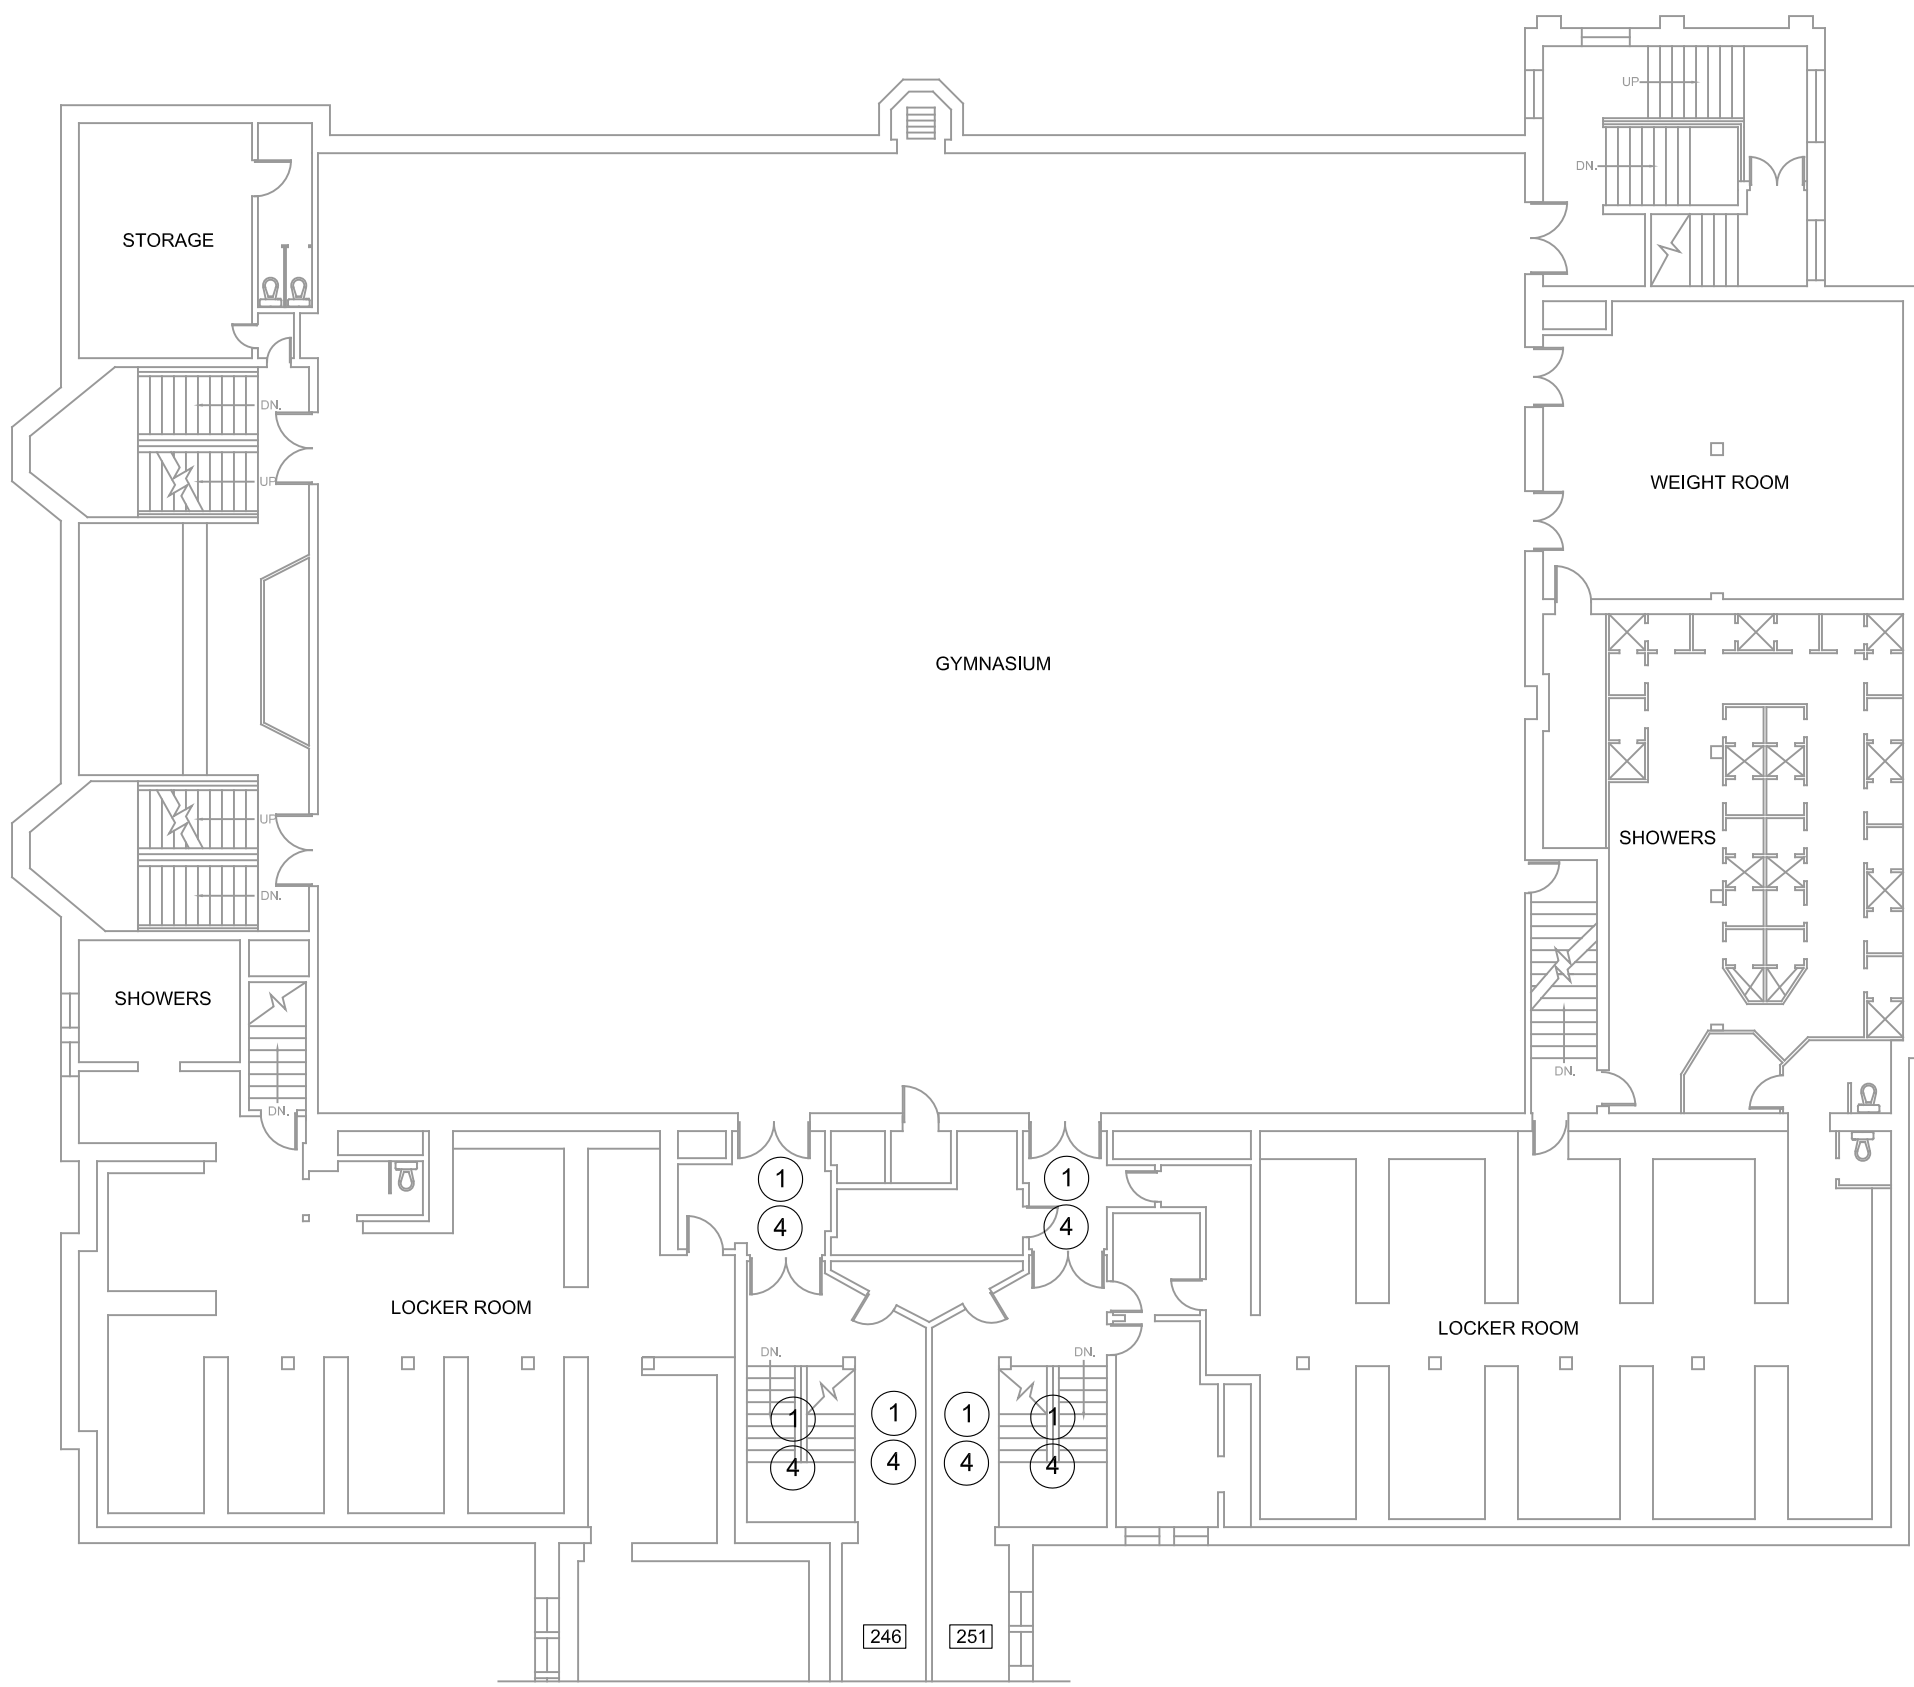 UP
DN.
STORAGE
DN.
UP
WEIGHT ROOM
GYMNASIUM
UP
SHOWERS
DN.
SHOWERS
DN.
DN.
1
1
4
4
LOCKER ROOM
LOCKER ROOM
DN.
DN.
1
1
1
1
4
4
4
4
246
251